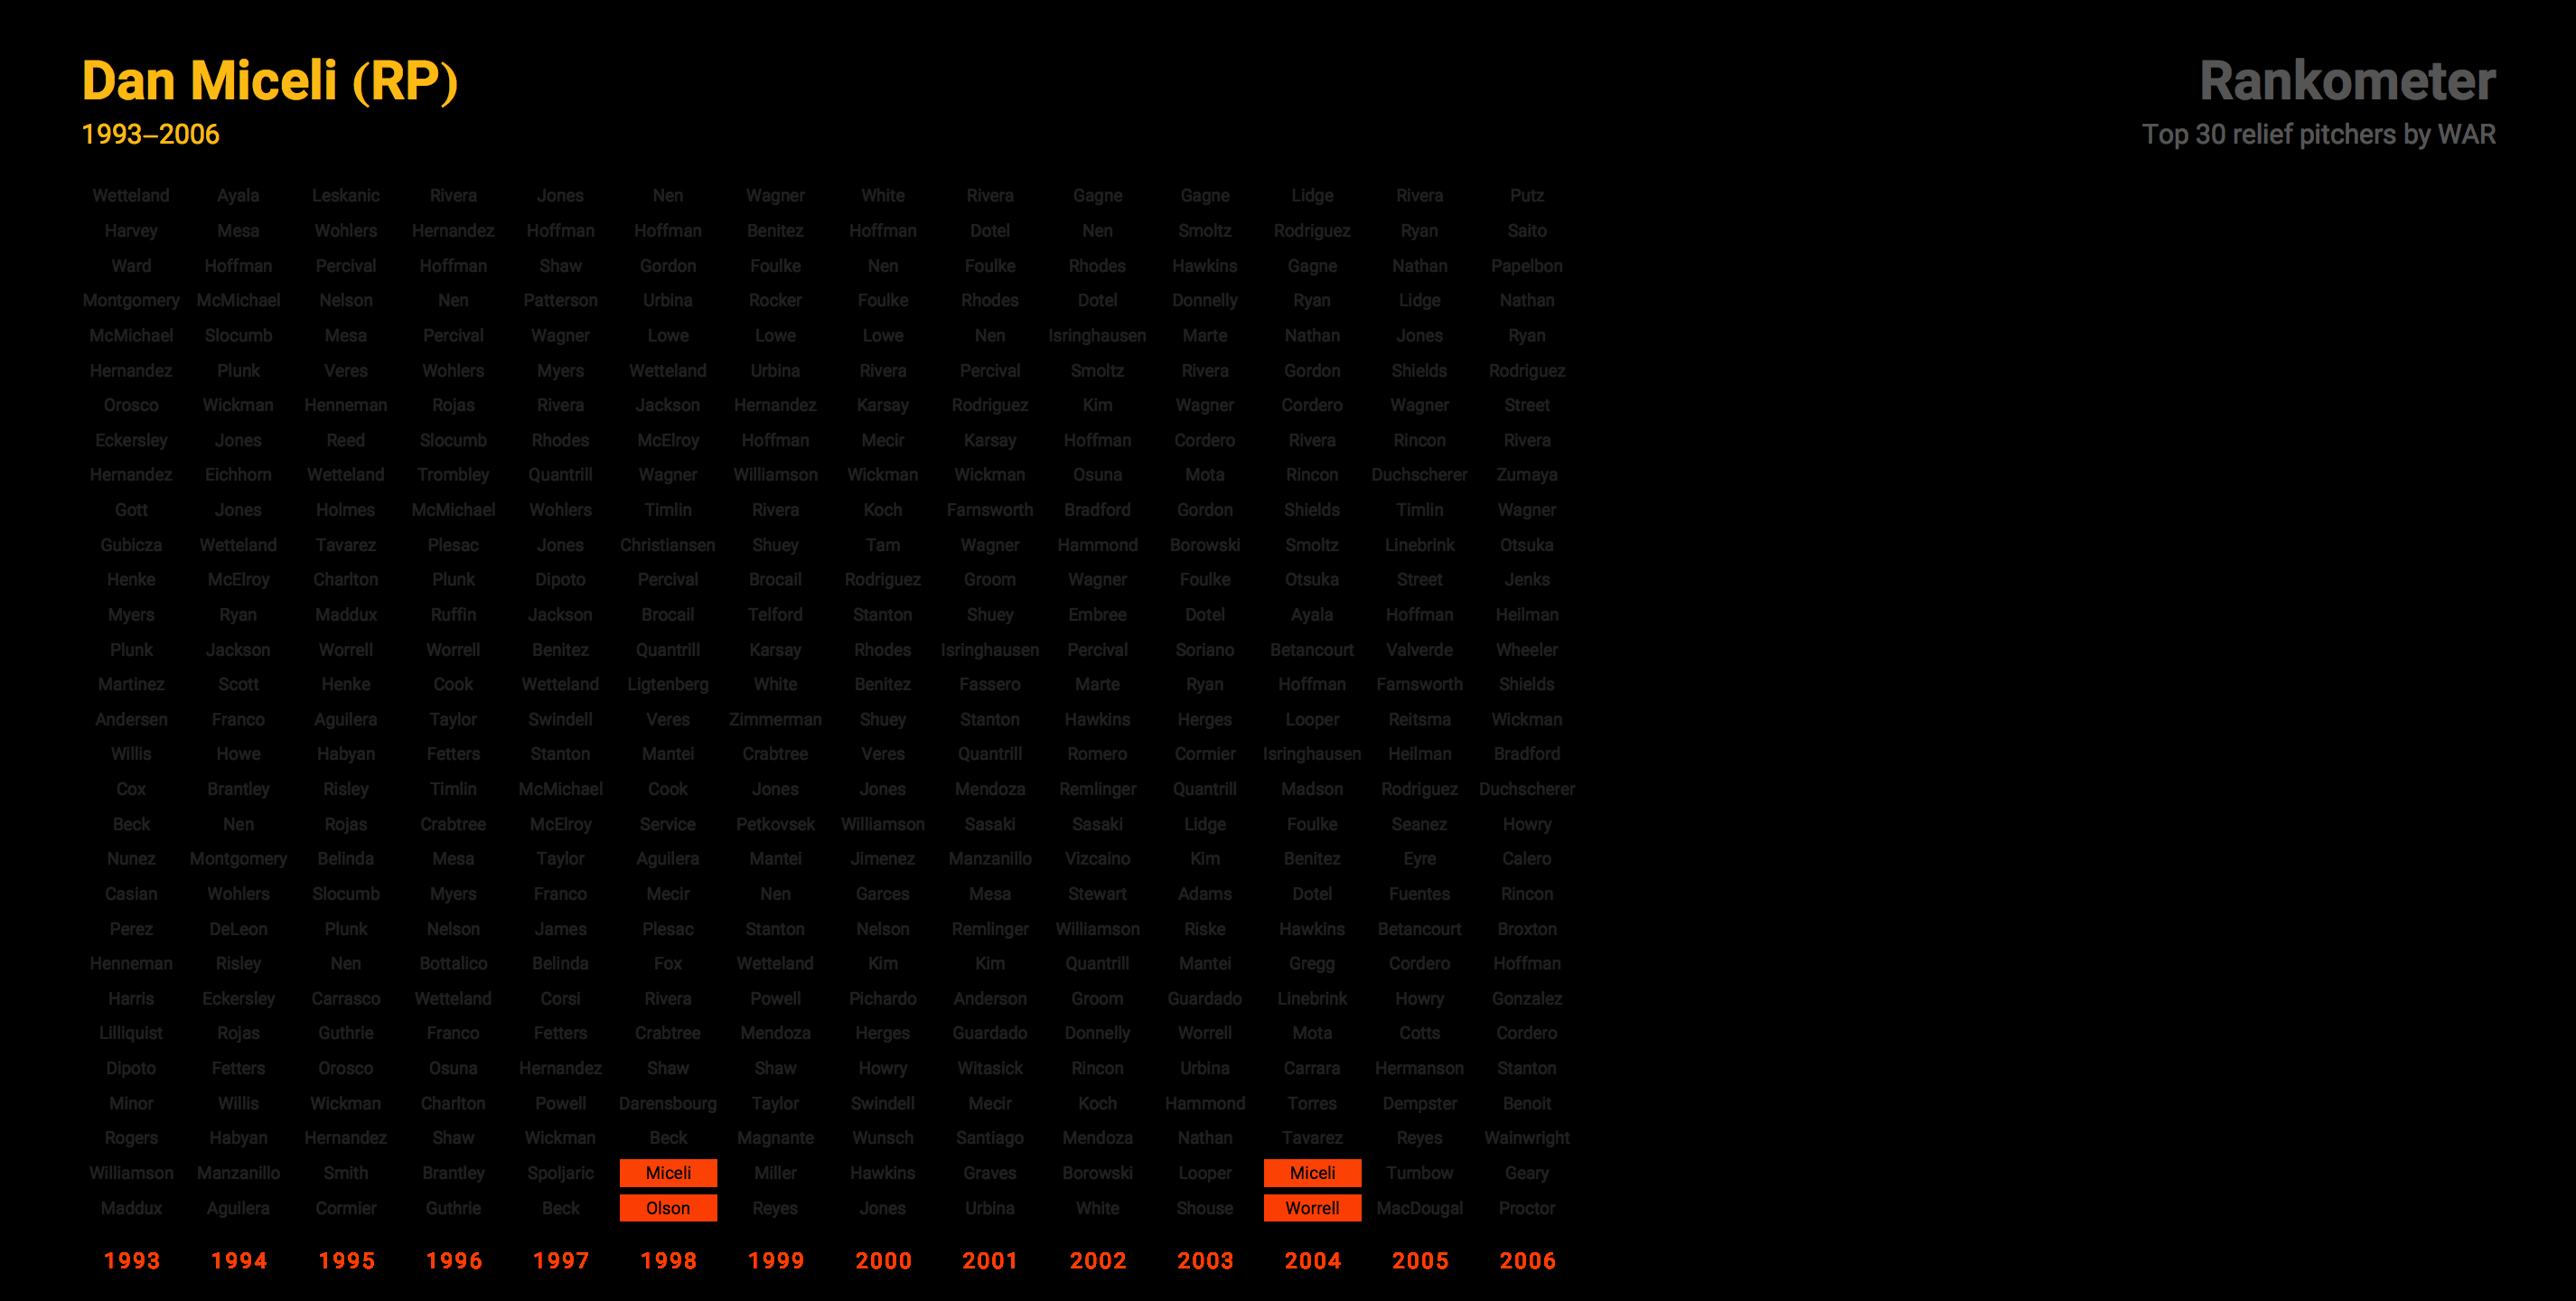 Dan Miceli (RP)
1993–2006
Rankometer
Top 30 relief pitchers by WAR
Wetteland Ayala Leskanic Rivera Jones Nen Wagner White Rivera Gagne Gagne Lidge Rivera Putz
Harvey Mesa Wohlers Hernandez Hoffman Hoffman Benitez Hoffman Dotel Nen Smoltz Rodriguez Ryan Saito
Ward Hoffman Percival Hoffman Shaw Gordon Foulke Nen Foulke Rhodes Hawkins Gagne Nathan Papelbon
Montgomery McMichael Nelson Nen Patterson Urbina Rocker Foulke Rhodes Dotel Donnelly Ryan Lidge Nathan
McMichael Slocumb Mesa Percival Wagner Lowe Lowe Lowe Nen Isringhausen Marte Nathan Jones Ryan
Hernandez Plunk Veres Wohlers Myers Wetteland Urbina Rivera Percival Smoltz Rivera Gordon Shields Rodriguez
Orosco Wickman Henneman Rojas Rivera Jackson Hernandez Karsay Rodriguez Kim Wagner Cordero Wagner Street
Eckersley Jones Reed Slocumb Rhodes McElroy Hoffman Mecir Karsay Hoffman Cordero Rivera Rincon Rivera
Hernandez Eichhorn Wetteland Trombley Quantrill Wagner Williamson Wickman Wickman Osuna Mota Rincon Duchscherer Zumaya
Gott Jones Holmes McMichael Wohlers Timlin Rivera Koch Farnsworth Bradford Gordon Shields Timlin Wagner
Gubicza Wetteland Tavarez Plesac Jones Christiansen Shuey Tam Wagner Hammond Borowski Smoltz Linebrink Otsuka
Henke McElroy Charlton Plunk Dipoto Percival Brocail Rodriguez Groom Wagner Foulke Otsuka Street Jenks
Myers Ryan Maddux Ruffin Jackson Brocail Telford Stanton Shuey Embree Dotel Ayala Hoffman Heilman
Plunk Jackson Worrell Worrell Benitez Quantrill Karsay Rhodes Isringhausen Percival Soriano Betancourt Valverde Wheeler
Martinez Scott Henke Cook Wetteland Ligtenberg White Benitez Fassero Marte Ryan Hoffman Farnsworth Shields
Andersen Franco Aguilera Taylor Swindell Veres Zimmerman Shuey Stanton Hawkins Herges Looper Reitsma Wickman
Willis Howe Habyan Fetters Stanton Mantei Crabtree Veres Quantrill Romero Cormier Isringhausen Heilman Bradford
Cox Brantley Risley Timlin McMichael Cook Jones Jones Mendoza Remlinger Quantrill Madson Rodriguez Duchscherer
Beck Nen Rojas Crabtree McElroy Service Petkovsek Williamson Sasaki Sasaki Lidge Foulke Seanez Howry
Nunez Montgomery Belinda Mesa Taylor Aguilera Mantei Jimenez Manzanillo Vizcaino Kim Benitez Eyre Calero
Casian Wohlers Slocumb Myers Franco Mecir Nen Garces Mesa Stewart Adams Dotel Fuentes Rincon
Perez DeLeon Plunk Nelson James Plesac Stanton Nelson Remlinger Williamson Riske Hawkins Betancourt Broxton
Henneman Risley Nen Bottalico Belinda Fox Wetteland Kim Kim Quantrill Mantei Gregg Cordero Hoffman
Harris Eckersley Carrasco Wetteland Corsi Rivera Powell Pichardo Anderson Groom Guardado Linebrink Howry Gonzalez
Lilliquist Rojas Guthrie Franco Fetters Crabtree Mendoza Herges Guardado Donnelly Worrell Mota Cotts Cordero
Dipoto Fetters Orosco Osuna Hernandez Shaw Shaw Howry Witasick Rincon Urbina Carrara Hermanson Stanton
Minor Willis Wickman Charlton Powell Darensbourg Taylor Swindell Mecir Koch Hammond Torres Dempster Benoit
Rogers Habyan Hernandez Shaw Wickman Beck Magnante Wunsch Santiago Mendoza Nathan Tavarez Reyes Wainwright
Williamson Manzanillo Smith Brantley Spoljaric Miceli Miller Hawkins Graves Borowski Looper Miceli Turnbow Geary
Maddux Aguilera Cormier Guthrie Beck Olson Reyes Jones Urbina White Shouse Worrell MacDougal Proctor
1993 1994 1995 1996 1997 1998 1999 2000 2001 2002 2003 2004 2005 2006